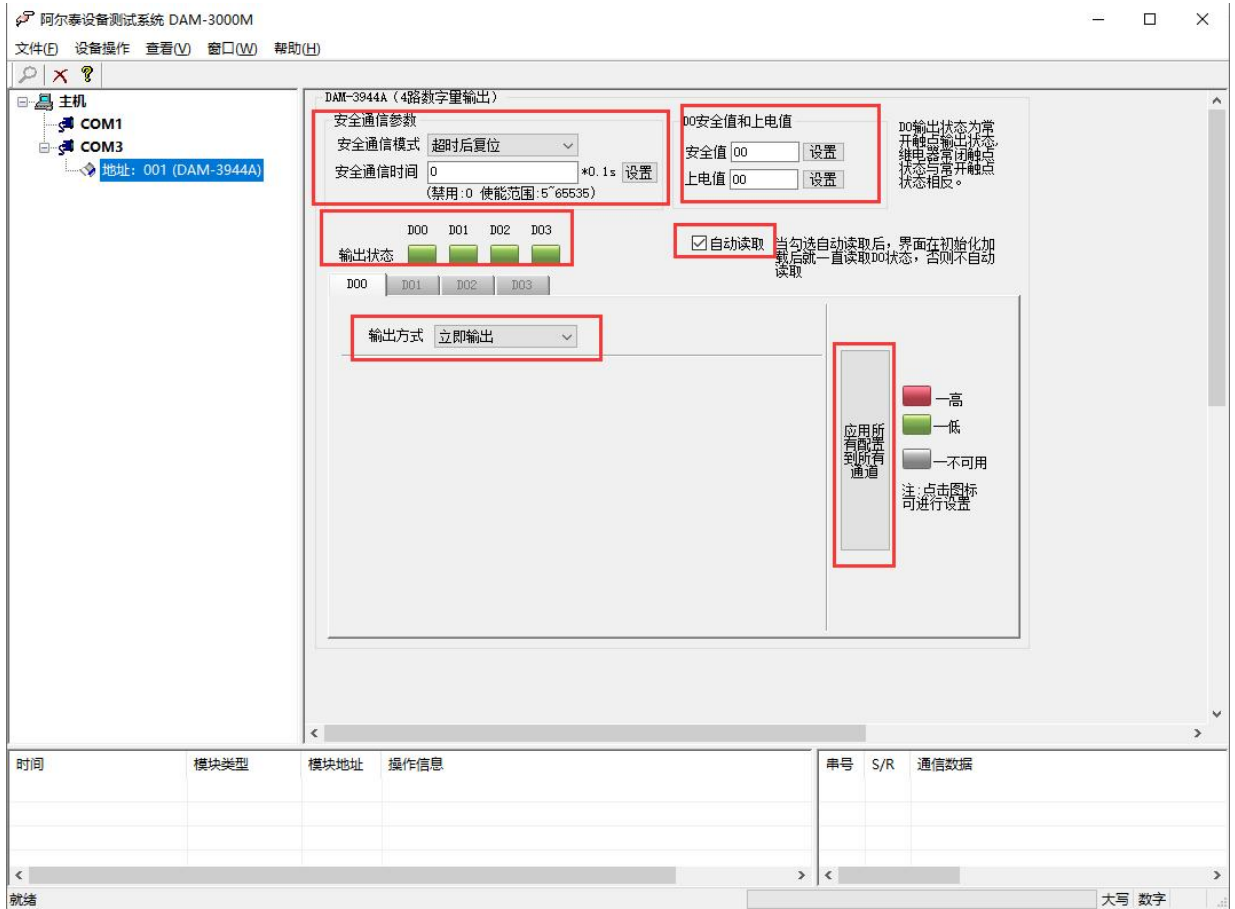 阿尔泰设备测试系统 DAM-3000M
文件(F) 设备操作 查看(V) 窗口(W) 帮助(H)
主机
COM1
COM3
地址: 001 (DAM-3944A)
DAM-3944A (4路数字量输出)
安全通信参数
安全通信模式 超时后复位
安全通信时间 0 *0.1s 设置
(禁用:0 使能范围:5~65535)
DO安全值和上电值
安全值 00 设置
上电值 00 设置
DO输出状态为常
开触点输出状态,
继电器常闭触点
状态与常开触点
状态相反。
DO0 DO1 DO2 DO3
输出状态
自动读取
当勾选自动读取后，界面在初始化加
载后就一直读取DO状态，否则不自动
读取
DO0 DO1 DO2 DO3
输出方式 立即输出
应用所
有配置
到所有
通道
—高
—低
—不可用
注:点击图标
可进行设置
时间 模块类型 模块地址 操作信息
串号 S/R 通信数据
就绪
大写 数字